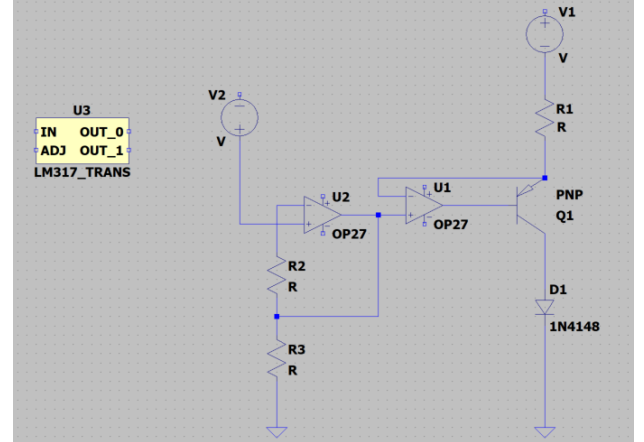 V1
V
V2
V
U3
IN OUT_0
ADJ OUT_1
LM317_TRANS
R1
R
U2
OP27
U1
OP27
PNP
Q1
R2
R
D1
1N4148
R3
R